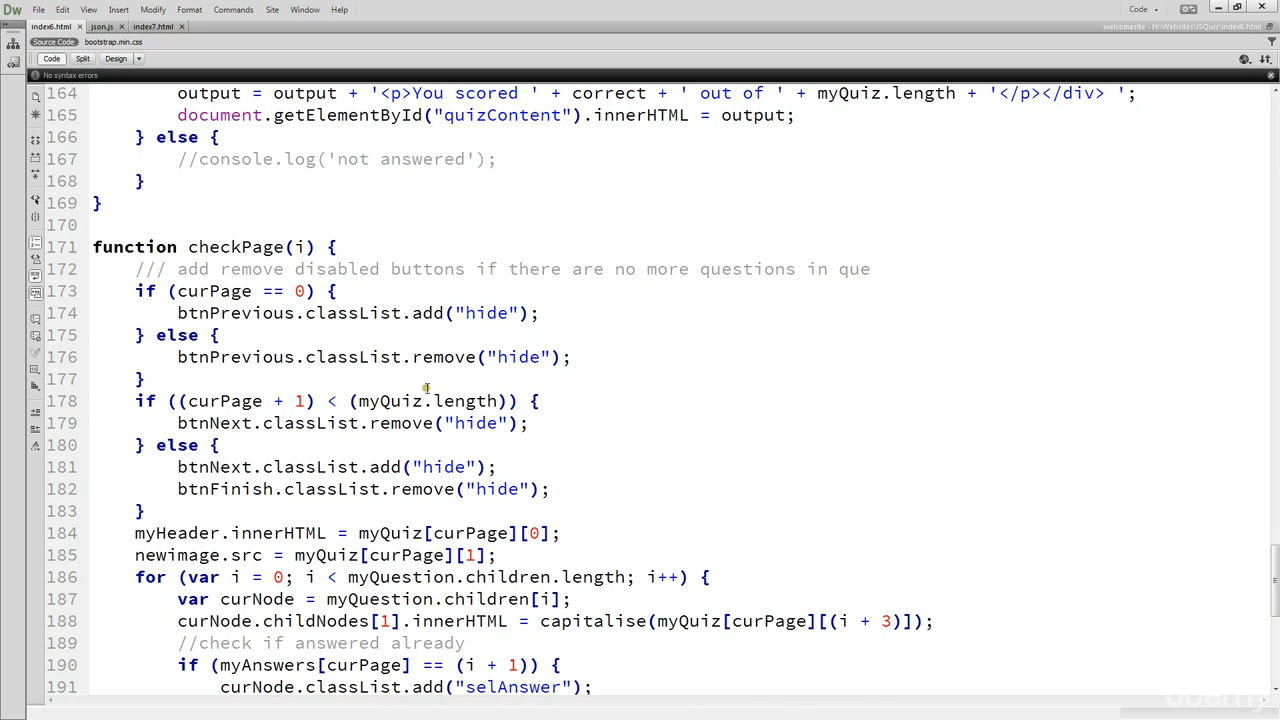 Dw File Edit View Insert Modify Format Commands Site Window Help Code
index6.html × json.js × index7.html × welcomesite - H:\Websites\JSQuiz\index6.html
Source Code bootstrap.min.css
Code Split Design
No syntax errors
164 output = output + '<p>You scored ' + correct + ' out of ' + myQuiz.length + '</p></div> ';
165 document.getElementById("quizContent").innerHTML = output;
166 } else {
167 //console.log('not answered');
168 }
169 }
170
171 function checkPage(i) {
172 /// add remove disabled buttons if there are no more questions in que
173 if (curPage == 0) {
174 btnPrevious.classList.add("hide");
175 } else {
176 btnPrevious.classList.remove("hide");
177 }
178 if ((curPage + 1) < (myQuiz.length)) {
179 btnNext.classList.remove("hide");
180 } else {
181 btnNext.classList.add("hide");
182 btnFinish.classList.remove("hide");
183 }
184 myHeader.innerHTML = myQuiz[curPage][0];
185 newimage.src = myQuiz[curPage][1];
186 for (var i = 0; i < myQuestion.children.length; i++) {
187 var curNode = myQuestion.children[i];
188 curNode.childNodes[1].innerHTML = capitalise(myQuiz[curPage][(i + 3)]);
189 //check if answered already
190 if (myAnswers[curPage] == (i + 1)) {
191 curNode.classList.add("selAnswer");